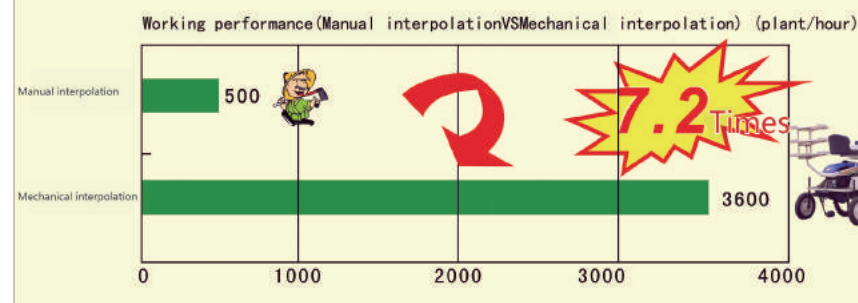 Working performance(Manual interpolationVSMechanical interpolation) (plant/hour)
Manual interpolation
500
7.2Times
Mechanical interpolation
3600
0 1000 2000 3000 4000